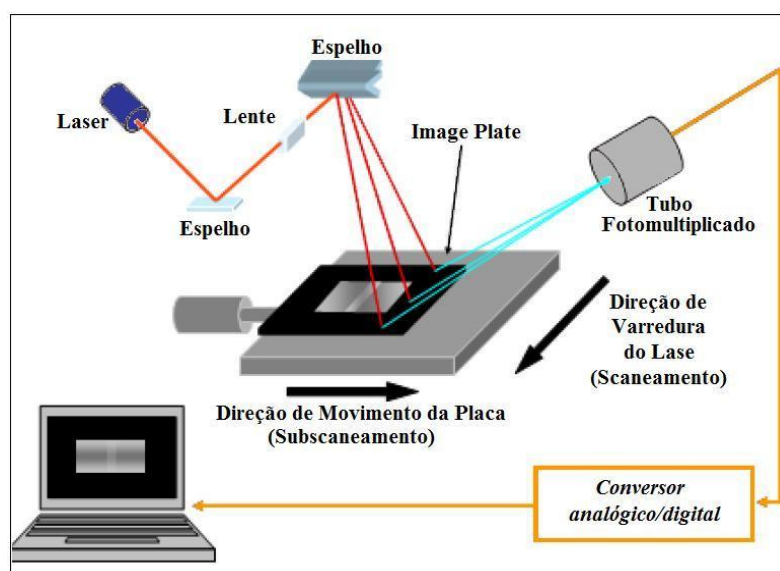 Espelho
Laser
Lente
Image Plate
Espelho
Tubo
Fotomultiplicado
Direção de
Varredura
do Lase
(Scaneamento)
Direção de Movimento da Placa
(Subscaneamento)
Conversor
analógico/digital